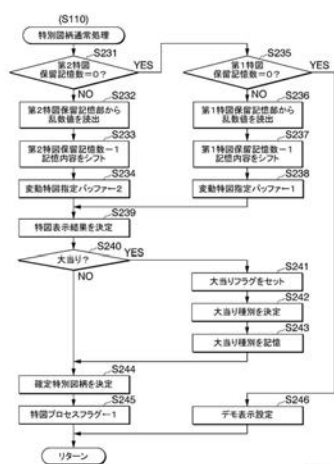 (S110)
特別図柄通常処理
S231
第2特図
保留記憶数=0?
YES
NO
S232
第2特図保留記憶部から
乱数値を読出
S233
第2特図保留記憶数-1
記憶内容をシフト
S234
変動特図指定バッファ←2
S235
第1特図
保留記憶数=0?
YES
NO
S236
第1特図保留記憶部から
乱数値を読出
S237
第1特図保留記憶数-1
記憶内容をシフト
S238
変動特図指定バッファ←1
S239
特図表示結果を決定
S240
大当り?
YES
NO
S241
大当りフラグをセット
S242
大当り種別を決定
S243
大当り種別を記憶
S244
確定特別図柄を決定
S245
特図プロセスフラグ←1
S246
デモ表示設定
リターン